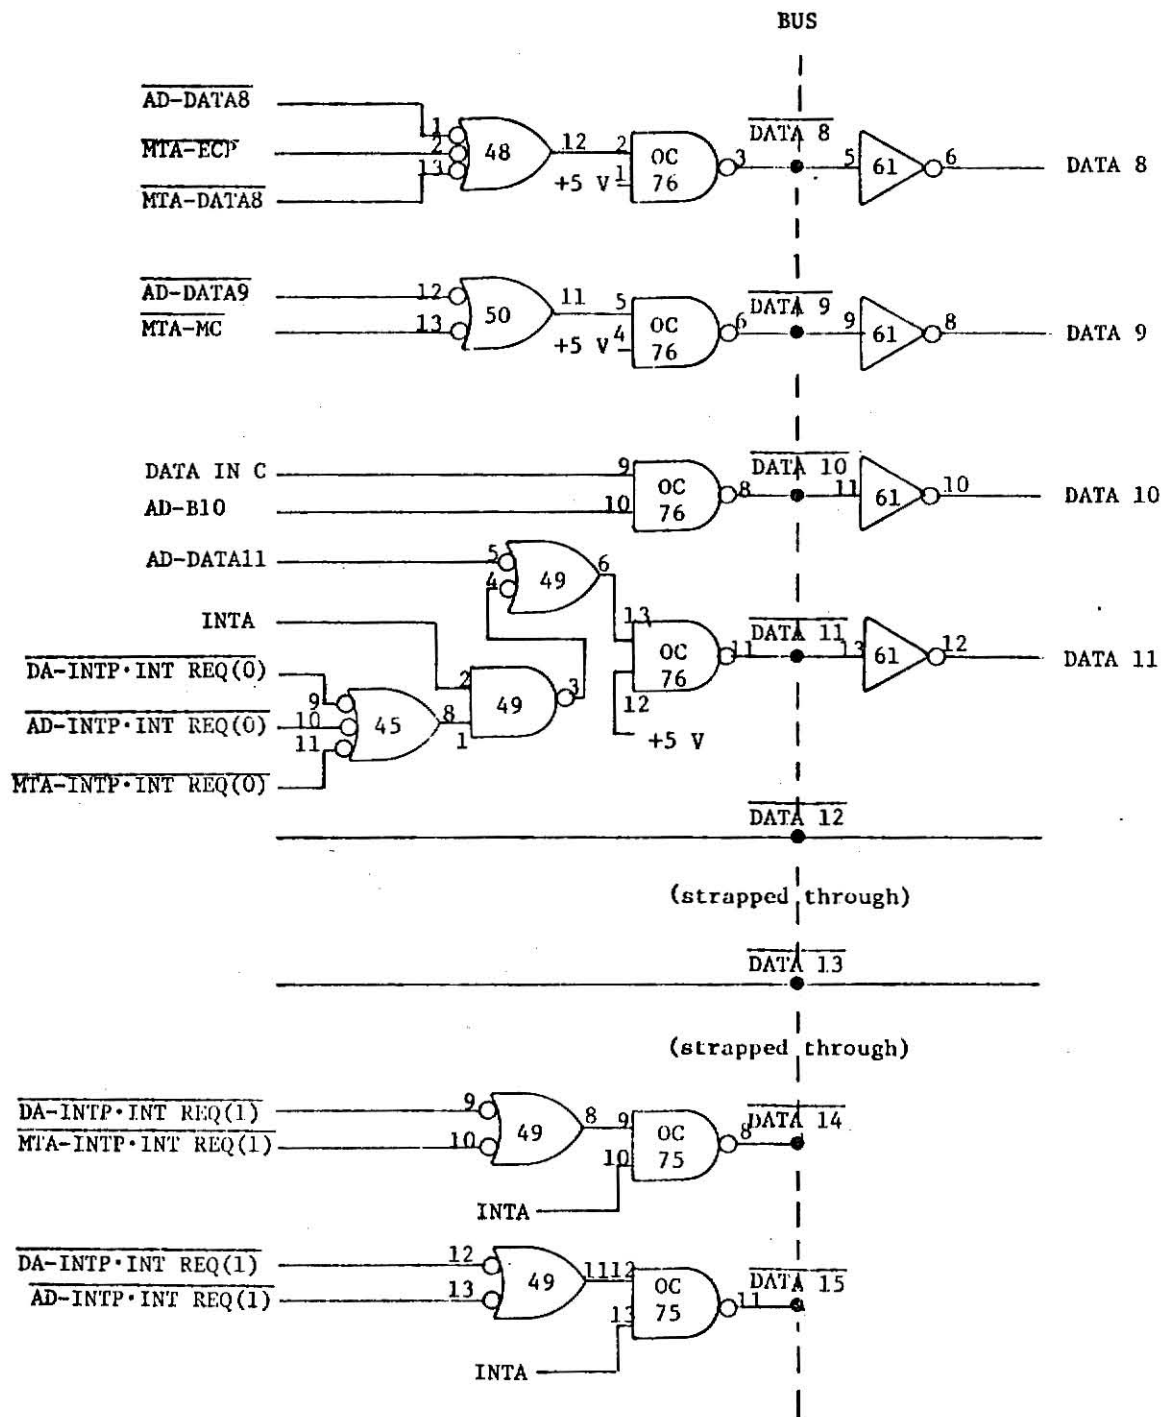 BUS
AD-DATA8
MTA-ECP
MTA-DATA8
1
2
13
48
12
2
1
+5 V
OC
76
3
DATA 8
5
61
6
DATA 8
AD-DATA9
MTA-MC
12
13
50
11
5
4
+5 V
OC
76
6
DATA 9
9
61
8
DATA 9
DATA IN C
AD-B10
9
10
OC
76
8
DATA 10
11
61
10
DATA 10
AD-DATA11
5
4
49
6
INTA
DA-INTP·INT REQ(0)
AD-INTP·INT REQ(0)
MTA-INTP·INT REQ(0)
9
10
11
45
8
2
1
49
3
13
12
OC
76
+5 V
11
DATA 11
13
61
12
DATA 11
DATA 12
(strapped through)
DATA 13
(strapped through)
DA-INTP·INT REQ(1)
MTA-INTP·INT REQ(1)
9
10
49
8
9
10
OC
75
8
DATA 14
INTA
DA-INTP·INT REQ(1)
AD-INTP·INT REQ(1)
12
13
49
11
12
13
OC
75
11
DATA 15
INTA